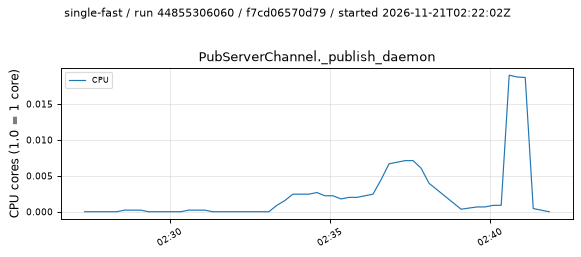 single-fast / run 44855306060 / f7cd06570d79 / started 2026-11-21T02:22:02Z
PubServerChannel._publish_daemon
CPU
CPU cores (1.0 = 1 core)
0.015
0.010
0.005
0.000
02:30
02:35
02:40